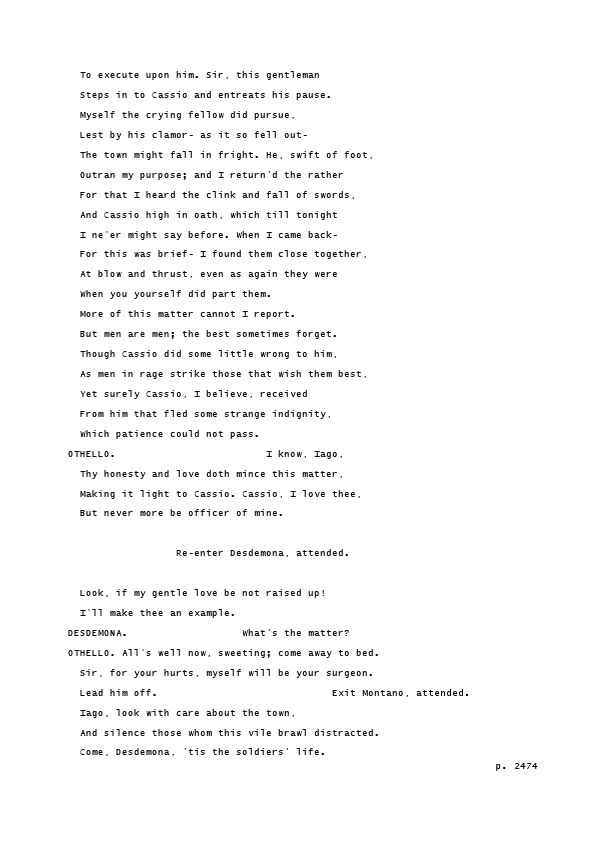 To execute upon him. Sir, this gentleman
Steps in to Cassio and entreats his pause.
Myself the crying fellow did pursue,
Lest by his clamor- as it so fell out-
The town might fall in fright. He, swift of foot,
Outran my purpose; and I return'd the rather
For that I heard the clink and fall of swords,
And Cassio high in oath, which till tonight
I ne'er might say before. When I came back-
For this was brief- I found them close together,
At blow and thrust, even as again they were
When you yourself did part them.
More of this matter cannot I report.
But men are men; the best sometimes forget.
Though Cassio did some little wrong to him,
As men in rage strike those that wish them best,
Yet surely Cassio, I believe, received
From him that fled some strange indignity,
Which patience could not pass.
OTHELLO. I know, Iago,
Thy honesty and love doth mince this matter,
Making it light to Cassio. Cassio, I love thee,
But never more be officer of mine.
Re-enter Desdemona, attended.
Look, if my gentle love be not raised up!
I'll make thee an example.
DESDEMONA. What's the matter?
OTHELLO. All's well now, sweeting; come away to bed.
Sir, for your hurts, myself will be your surgeon.
Lead him off. Exit Montano, attended.
Iago, look with care about the town,
And silence those whom this vile brawl distracted.
Come, Desdemona, 'tis the soldiers' life.
p. 2474